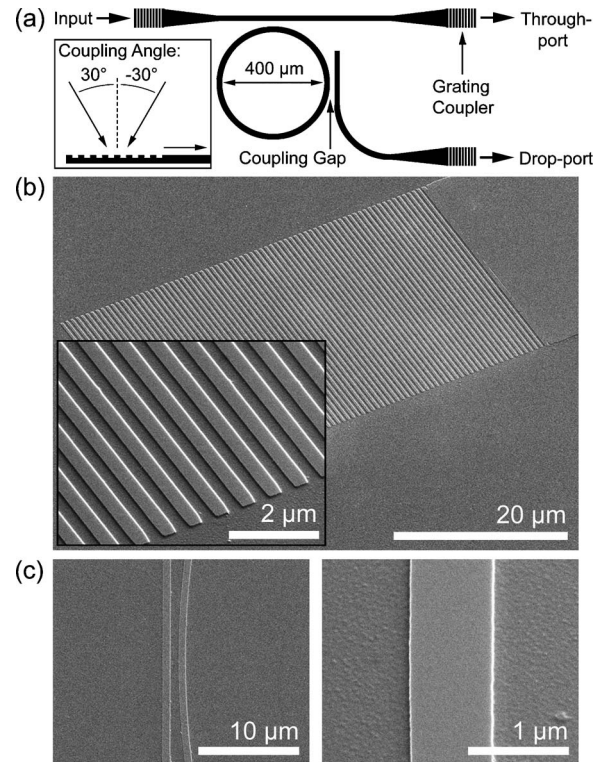 (a)
Input
Through-
port
Coupling Angle:
30°
-30°
400 µm
Grating
Coupler
Coupling Gap
Drop-port
(b)
2 µm
20 µm
(c)
10 µm
1 µm